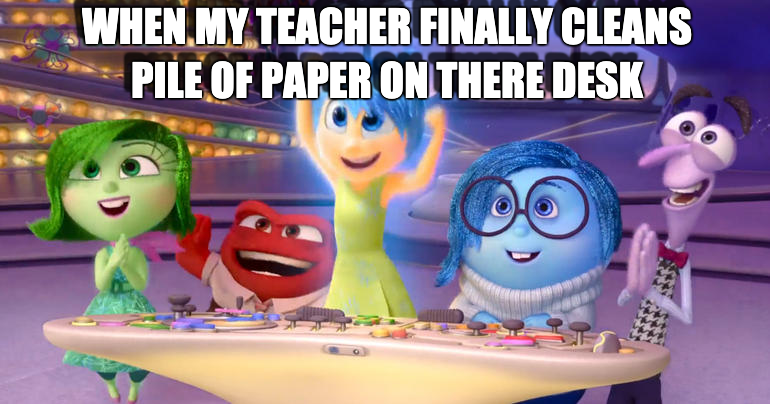 WHEN MY TEACHER FINALLY CLEANS
PILE OF PAPER ON THERE DESK